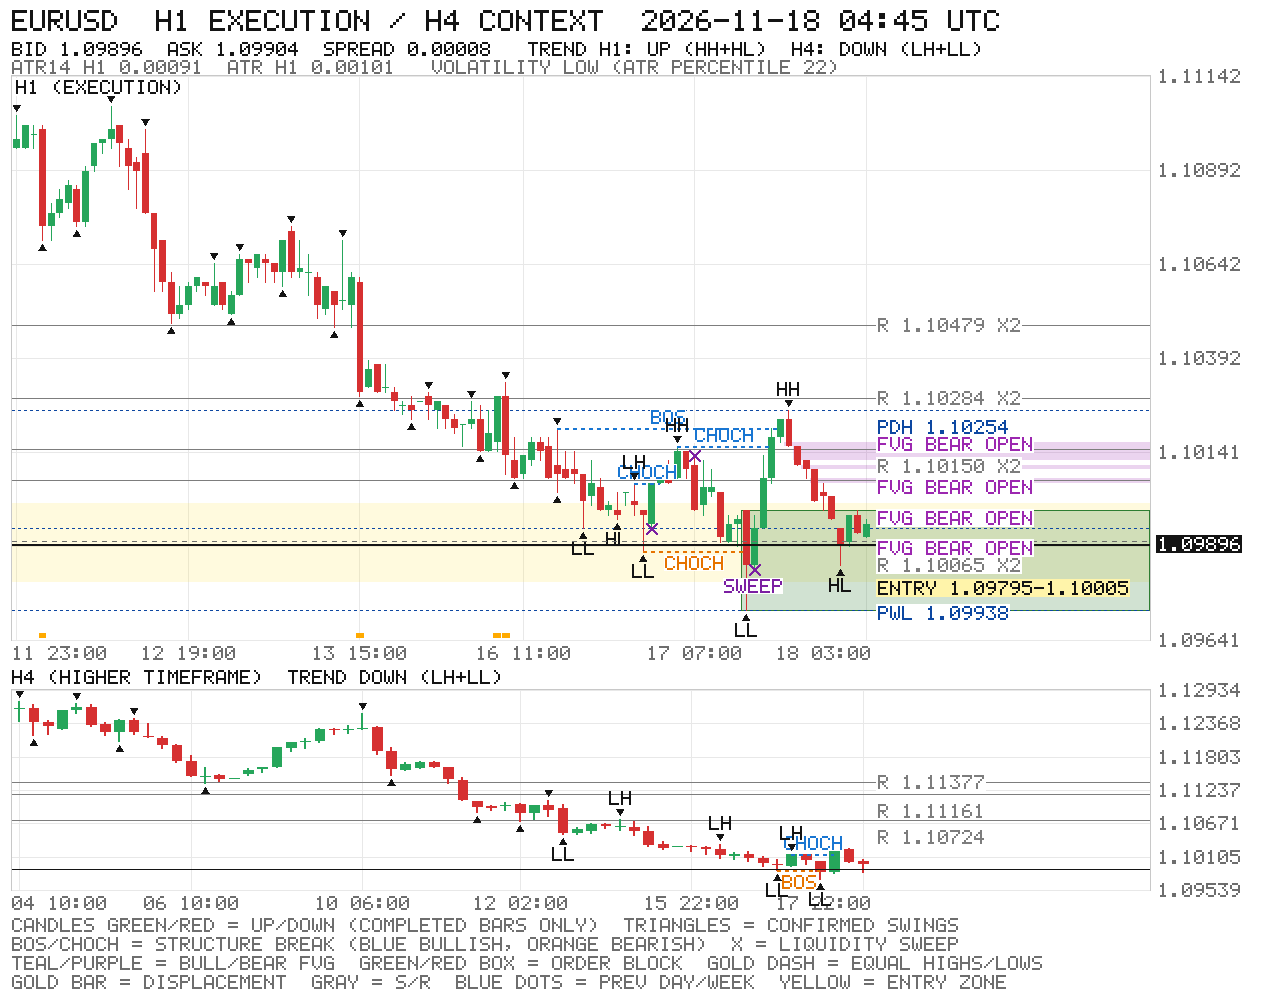 EURUSD  H1 EXECUTION / H4 CONTEXT  2026-11-18 04:45 UTC
BID 1.09896  ASK 1.09904  SPREAD 0.00008   TREND H1: UP (HH+HL)  H4: DOWN (LH+LL)
ATR14 H1 0.00091  ATR H1 0.00101   VOLATILITY LOW (ATR PERCENTILE 22)
H1 (EXECUTION)
1.11142
1.10892
1.10642
R 1.10479 X2
1.10392
HH
R 1.10284 X2
BOS
HH
PDH 1.10254
CHOCH
FVG BEAR OPEN
1.10141
LH
R 1.10150 X2
CHOCH
FVG BEAR OPEN
FVG BEAR OPEN
HL
LL
FVG BEAR OPEN
1.09896
CHOCH
R 1.10065 X2
LL
SWEEP
HL
ENTRY 1.09795-1.10005
PWL 1.09938
LL
1.09641
11 23:00
12 19:00
13 15:00
16 11:00
17 07:00
18 03:00
H4 (HIGHER TIMEFRAME)  TREND DOWN (LH+LL)
1.12934
1.12368
1.11803
R 1.11377
1.11237
LH
R 1.11161
LH
1.10671
LH
R 1.10724
CHOCH
LL
1.10105
BOS
LL
1.09539
LL
04 10:00
06 10:00
10 06:00
12 02:00
15 22:00
17 22:00
CANDLES GREEN/RED = UP/DOWN (COMPLETED BARS ONLY)  TRIANGLES = CONFIRMED SWINGS
BOS/CHOCH = STRUCTURE BREAK (BLUE BULLISH, ORANGE BEARISH)  X = LIQUIDITY SWEEP
TEAL/PURPLE = BULL/BEAR FVG  GREEN/RED BOX = ORDER BLOCK  GOLD DASH = EQUAL HIGHS/LOWS
GOLD BAR = DISPLACEMENT  GRAY = S/R  BLUE DOTS = PREV DAY/WEEK  YELLOW = ENTRY ZONE